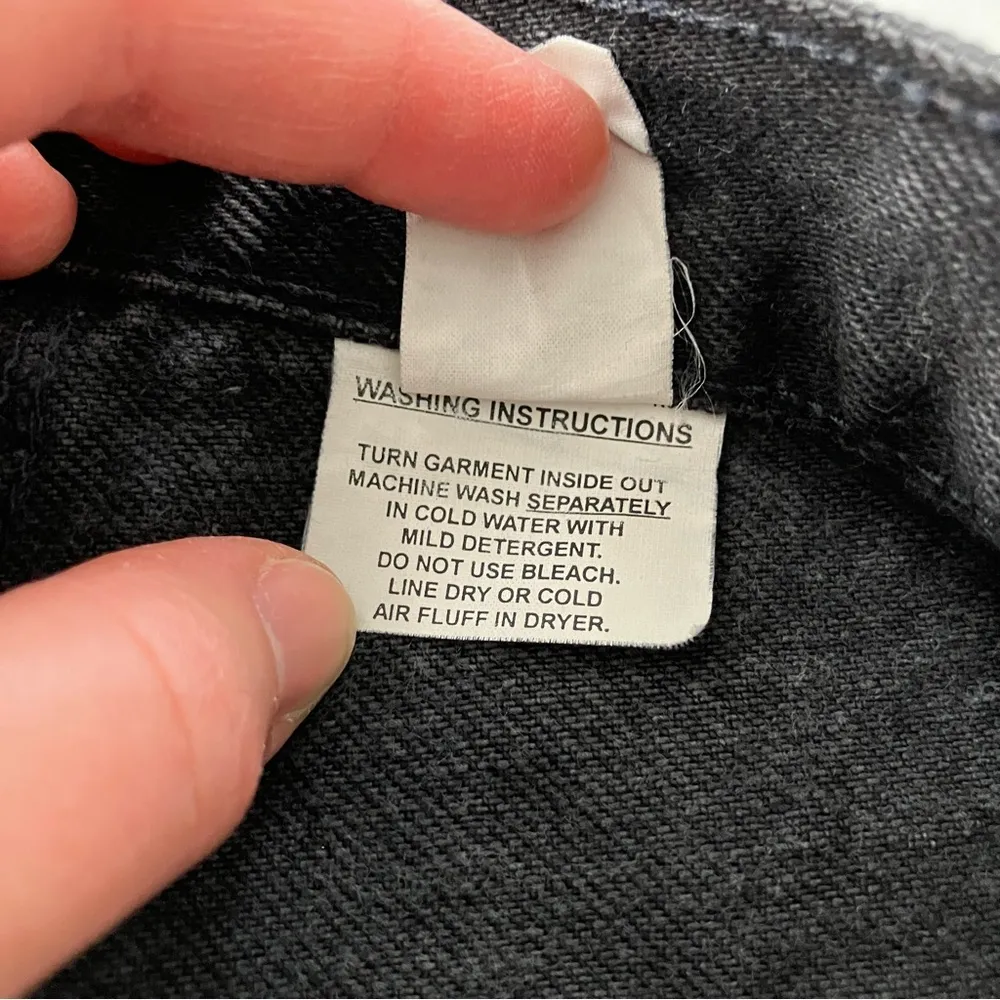 WASHING INSTRUCTIONS
TURN GARMENT INSIDE OUT
MACHINE WASH SEPARATELY
IN COLD WATER WITH
MILD DETERGENT.
DO NOT USE BLEACH.
LINE DRY OR COLD
AIR FLUFF IN DRYER.